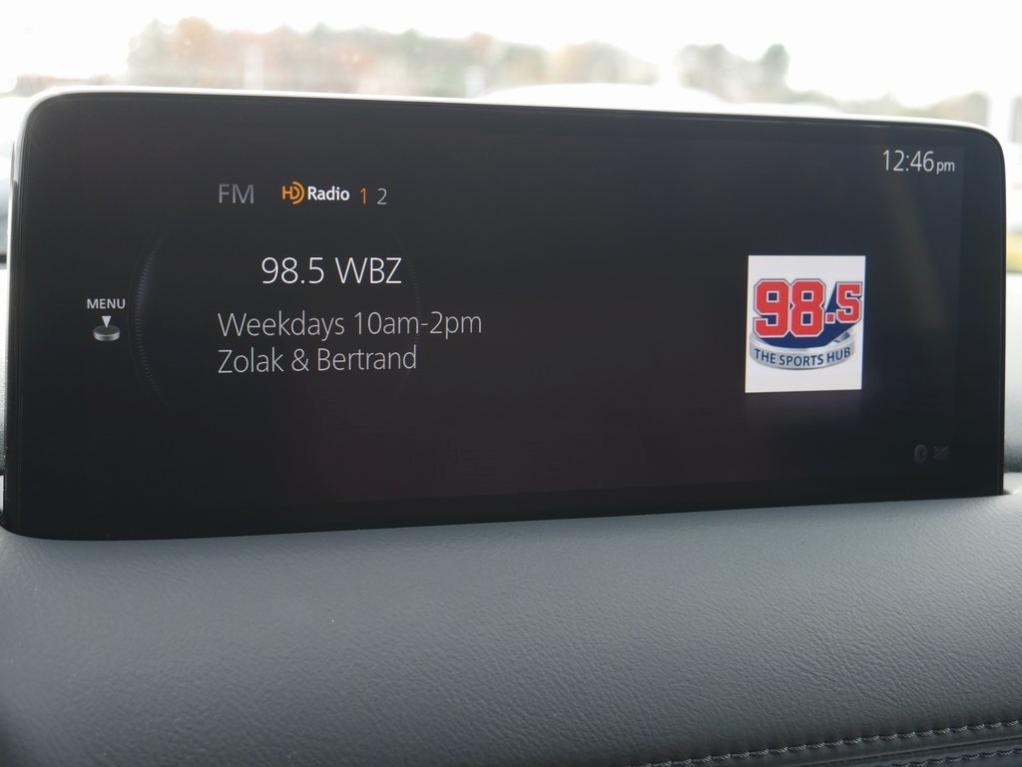 12:46pm
FM HD Radio 1 2
98.5 WBZ
MENU
Weekdays 10am-2pm
Zolak & Bertrand
98.5
THE SPORTS HUB